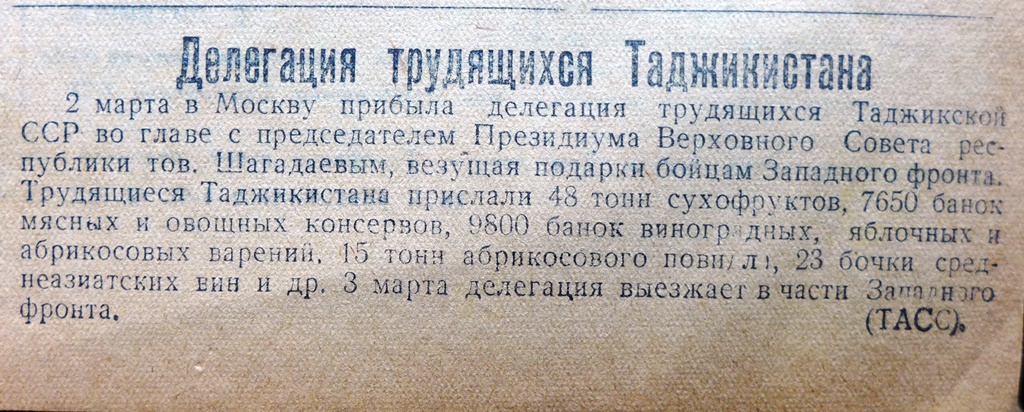 Делегация трудящихся Таджикистана
2 марта в Москву прибыла делегация трудящихся Таджикской
ССР во главе с председателем Президиума Верховного Совета рес-
публики тов. Шагадаевым, везущая подарки бойцам Западного фронта.
Трудящиеся Таджикистана прислали 48 тонн сухофруктов, 7650 банок
мясных и овощных консервов, 9800 банок виноградных, яблочных и
абрикосовых варений, 15 тонн абрикосового повидла, 23 бочки сред-
неазиатских вин и др. 3 марта делегация выезжает в части Западного
фронта. (ТАСС).